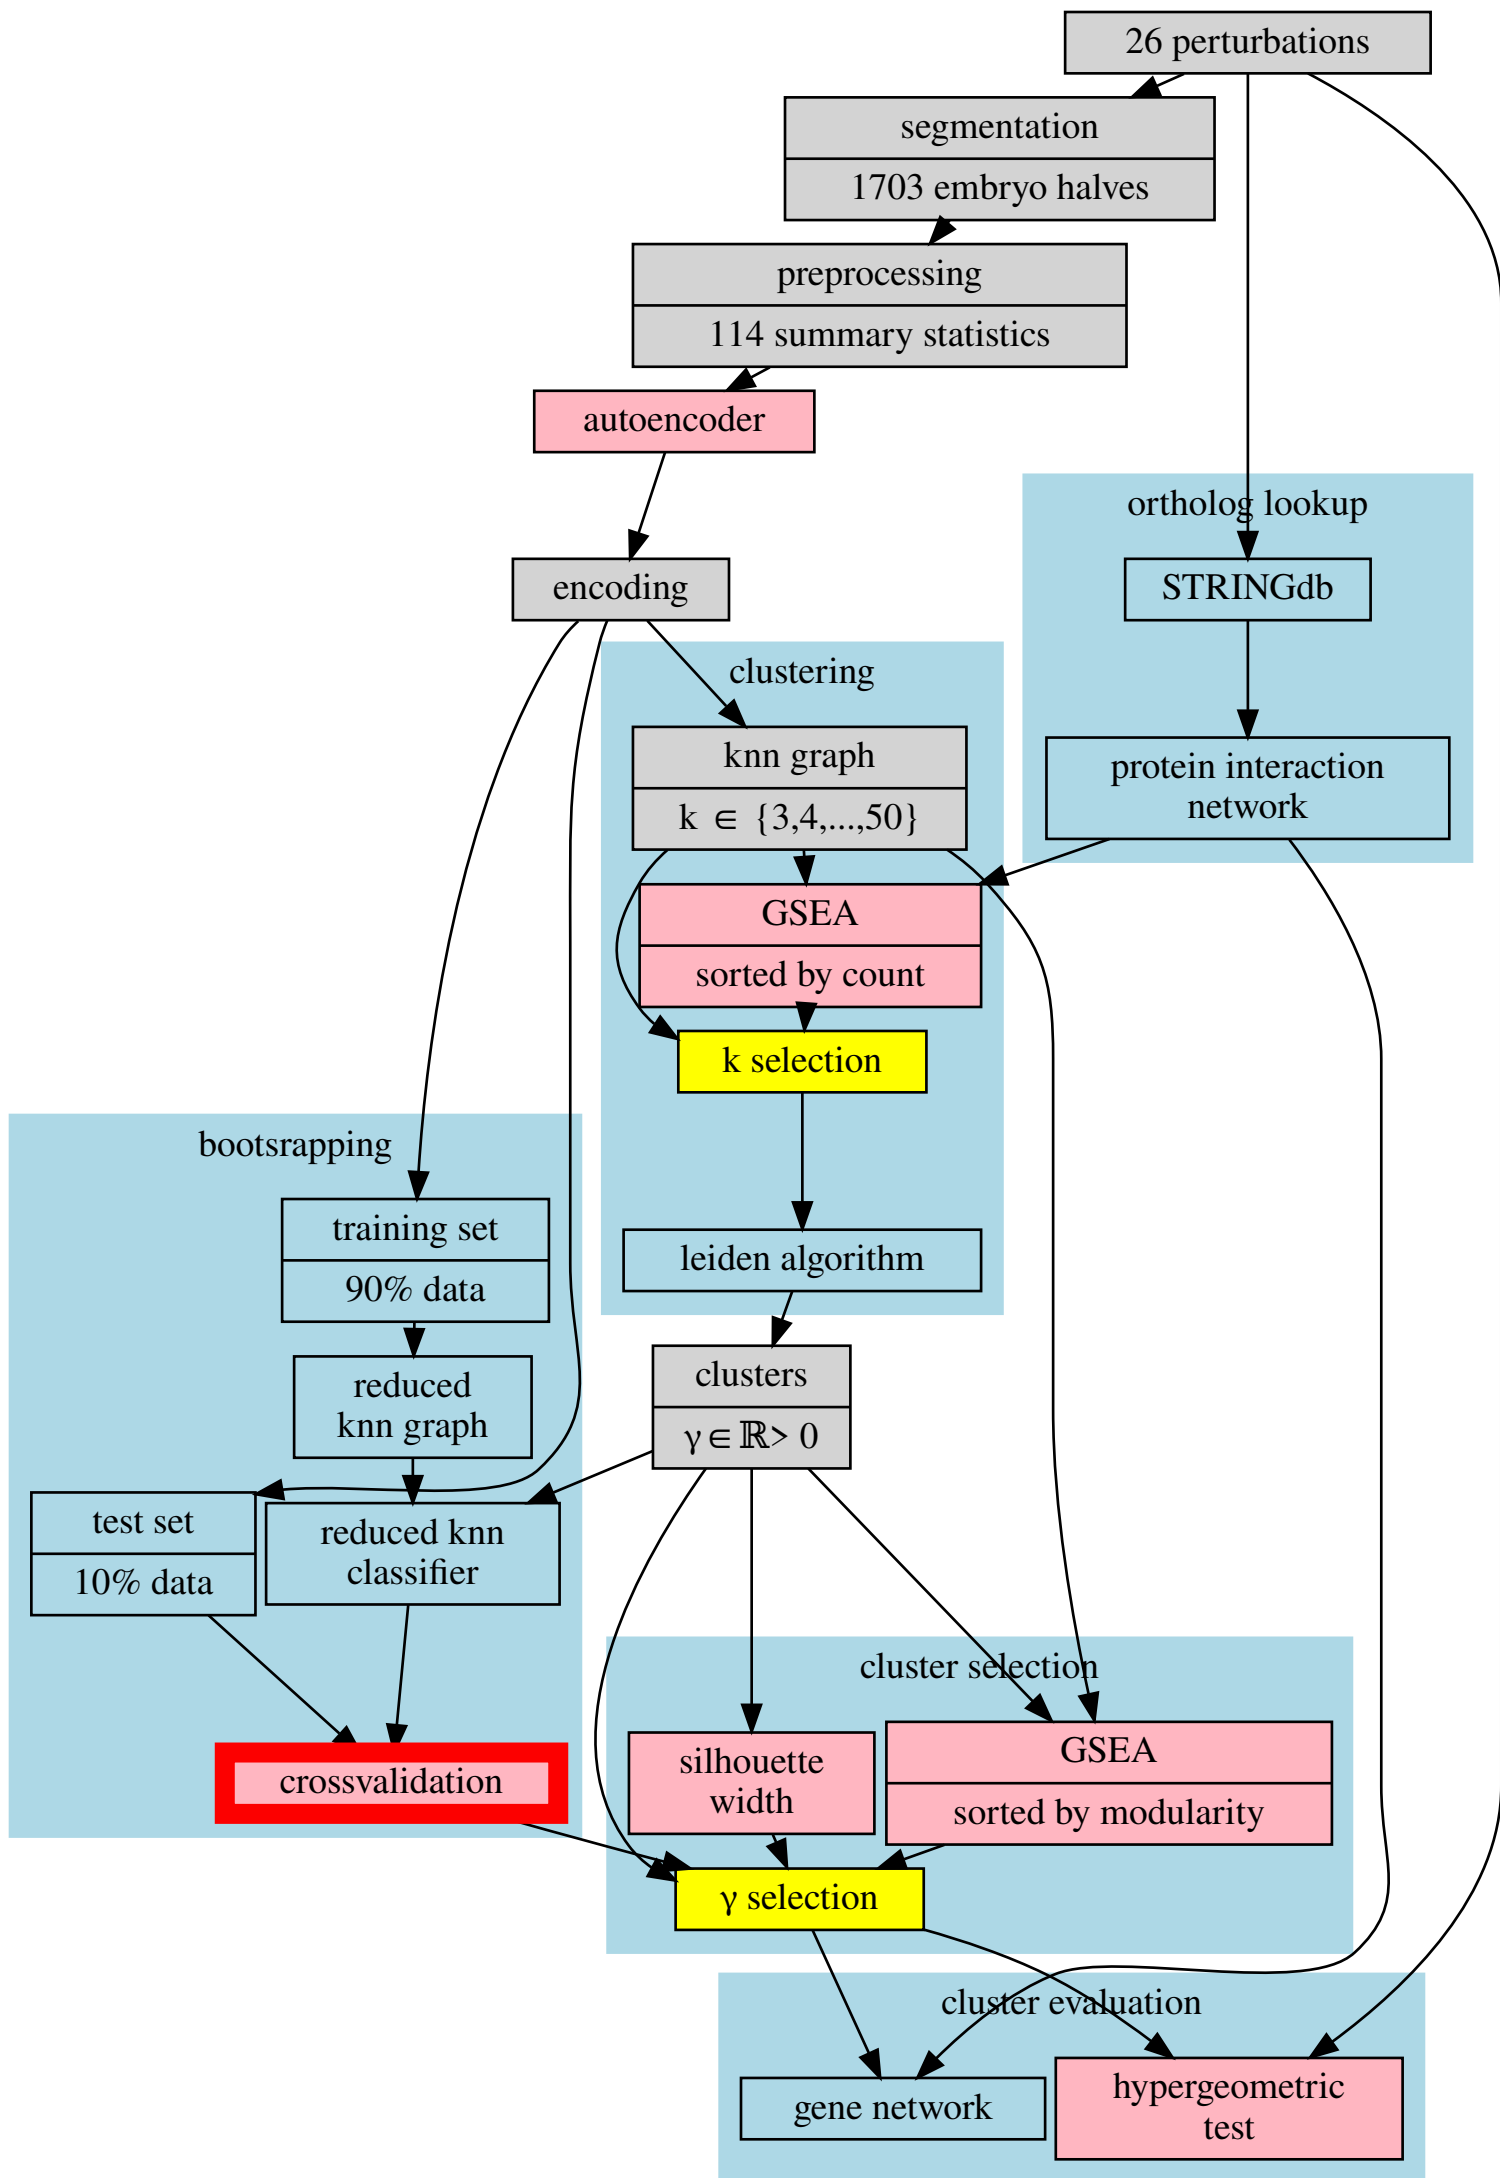 26 perturbations
segmentation
1703 embryo halves
preprocessing
114 summary statistics
autoencoder
ortholog lookup
encoding
STRINGdb
clustering
knn graph
k ∈ {3,4,...,50}
protein interaction
network
GSEA
sorted by count
k selection
bootsrapping
training set
90% data
leiden algorithm
reduced
knn graph
clusters
γ∈ℝ> 0
test set
10% data
reduced knn
classifier
cluster selection
crossvalidation
silhouette
width
GSEA
sorted by modularity
γ selection
cluster evaluation
gene network
hypergeometric
test